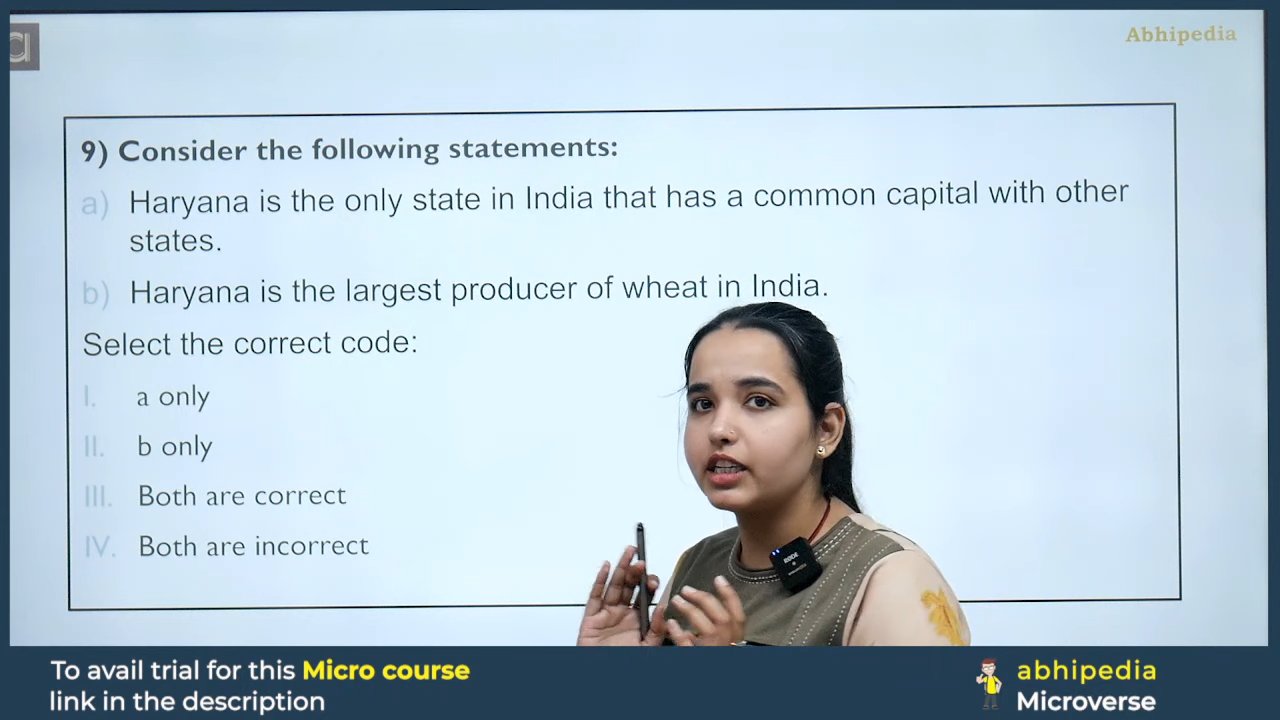 a
Abhipedia
9) Consider the following statements:
a) Haryana is the only state in India that has a common capital with other
states.
b) Haryana is the largest producer of wheat in India.
Select the correct code:
I. a only
II. b only
III. Both are correct
IV. Both are incorrect
RODE
To avail trial for this Micro course
link in the description
abhipedia
Microverse